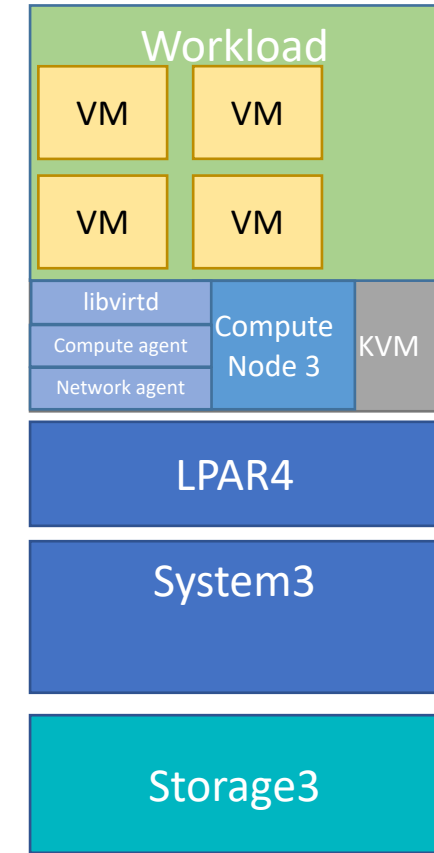 Workload
VM
VM
VM
VM
libvirtd
Compute agent
Network agent
Compute
Node 3
KVM
LPAR4
System3
Storage3